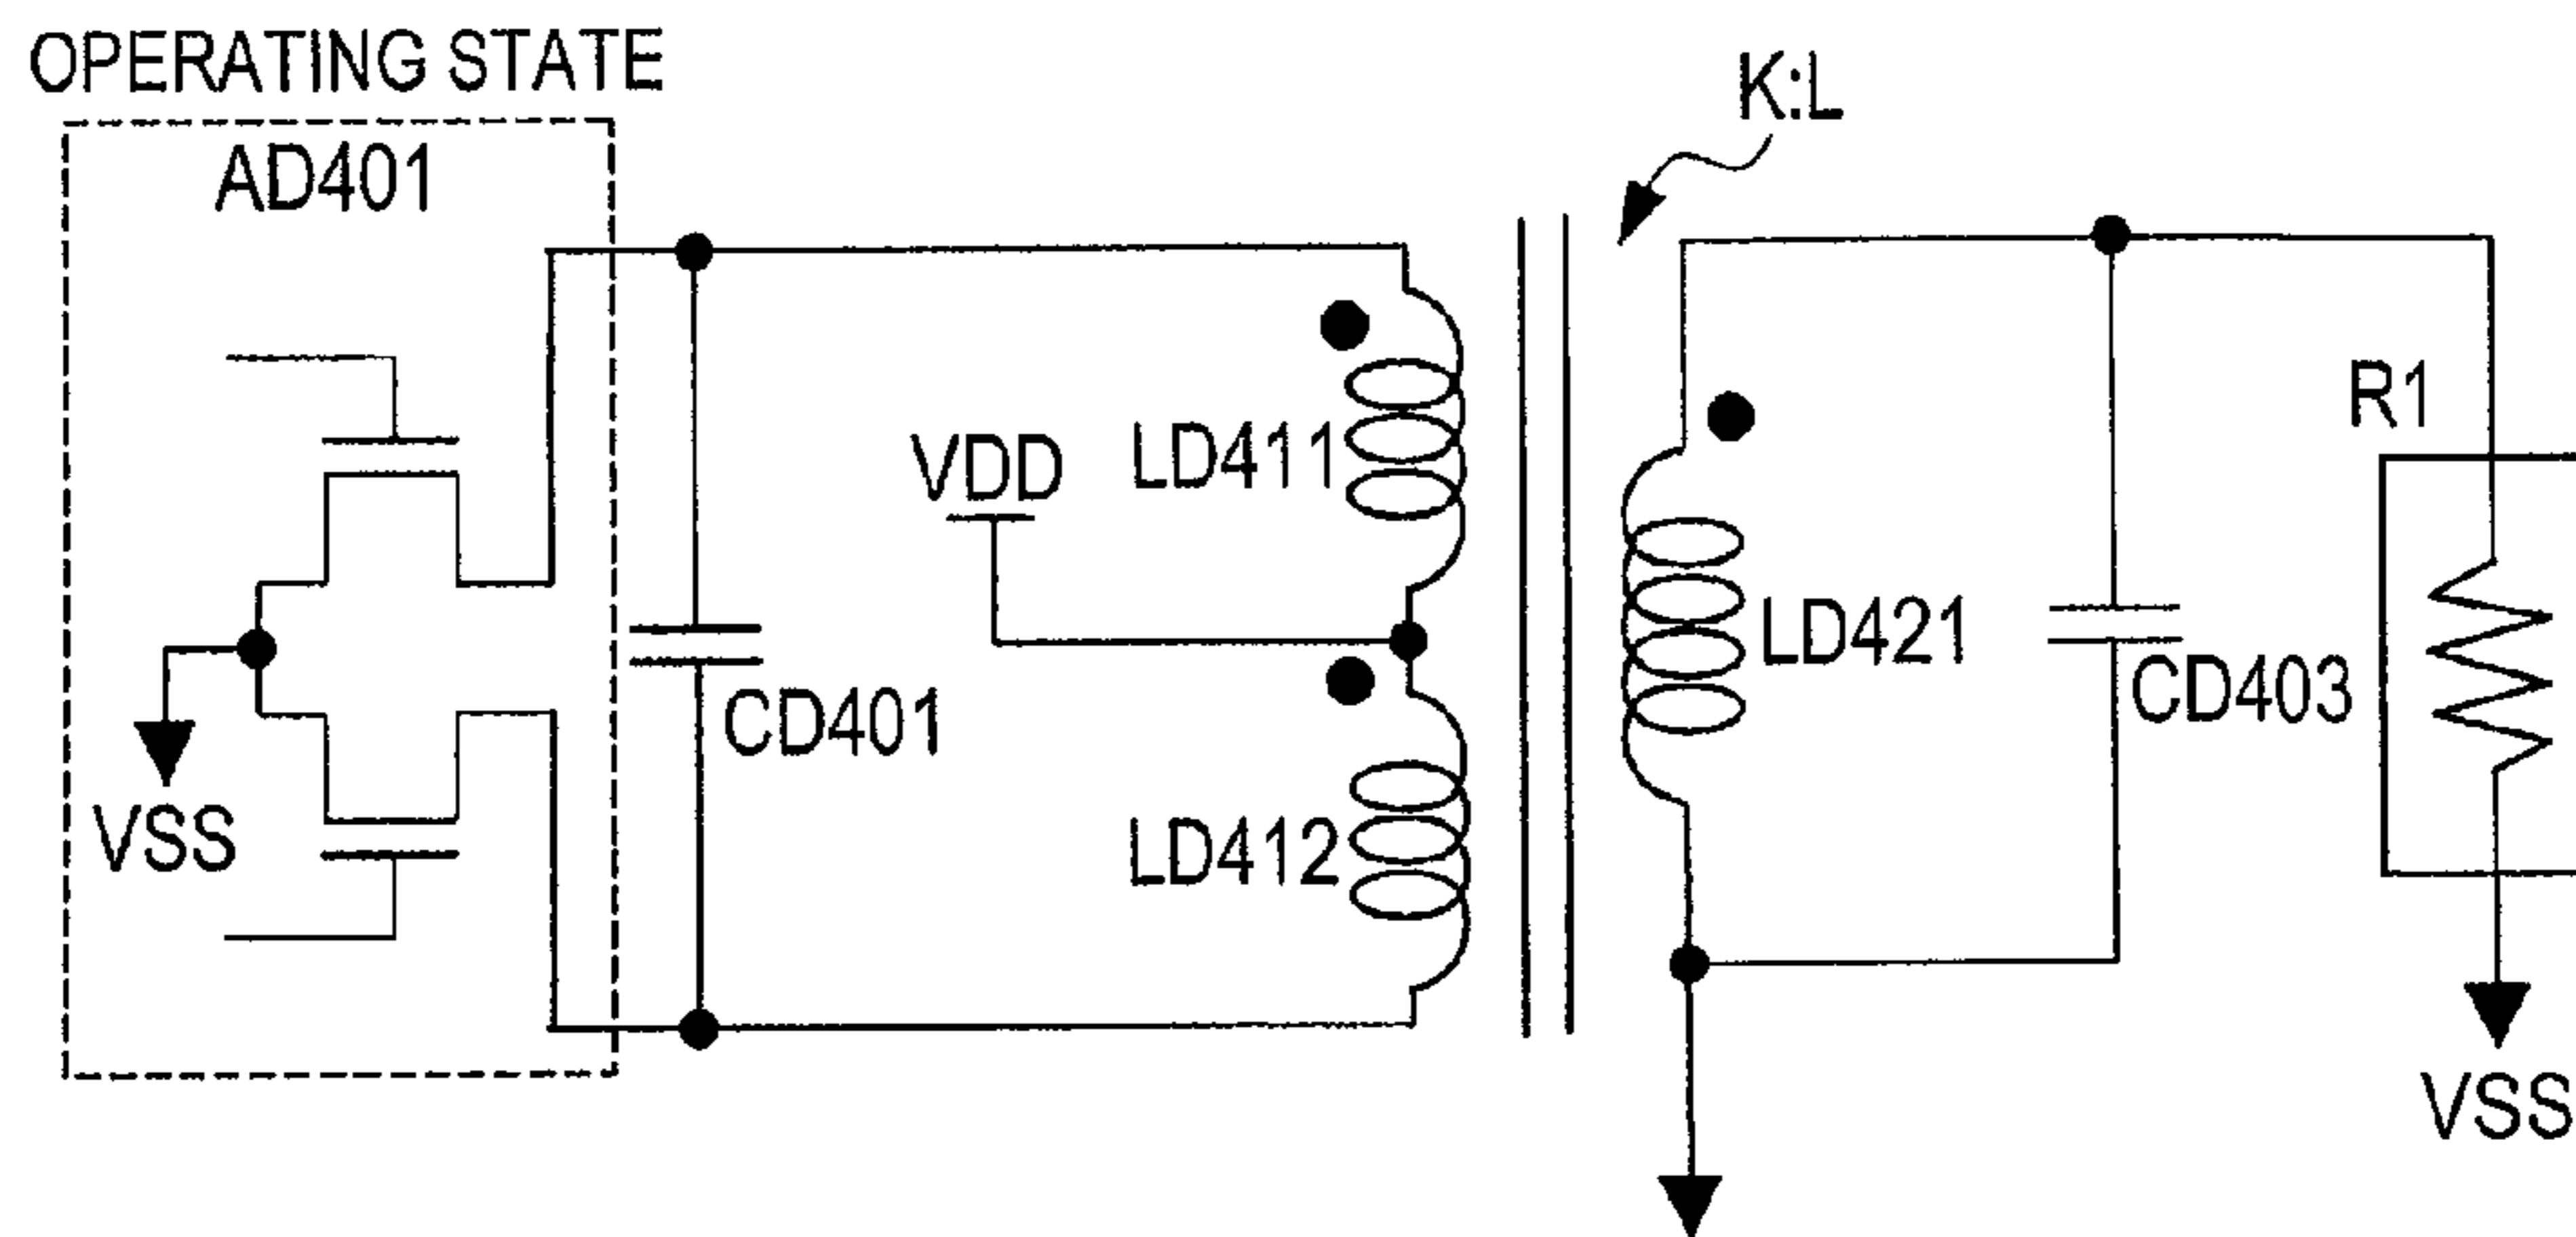 OPERATING STATE
AD401
K:L
R1
VDD
LD411
LD421
CD403
CD401
VSS
LD412
VSS